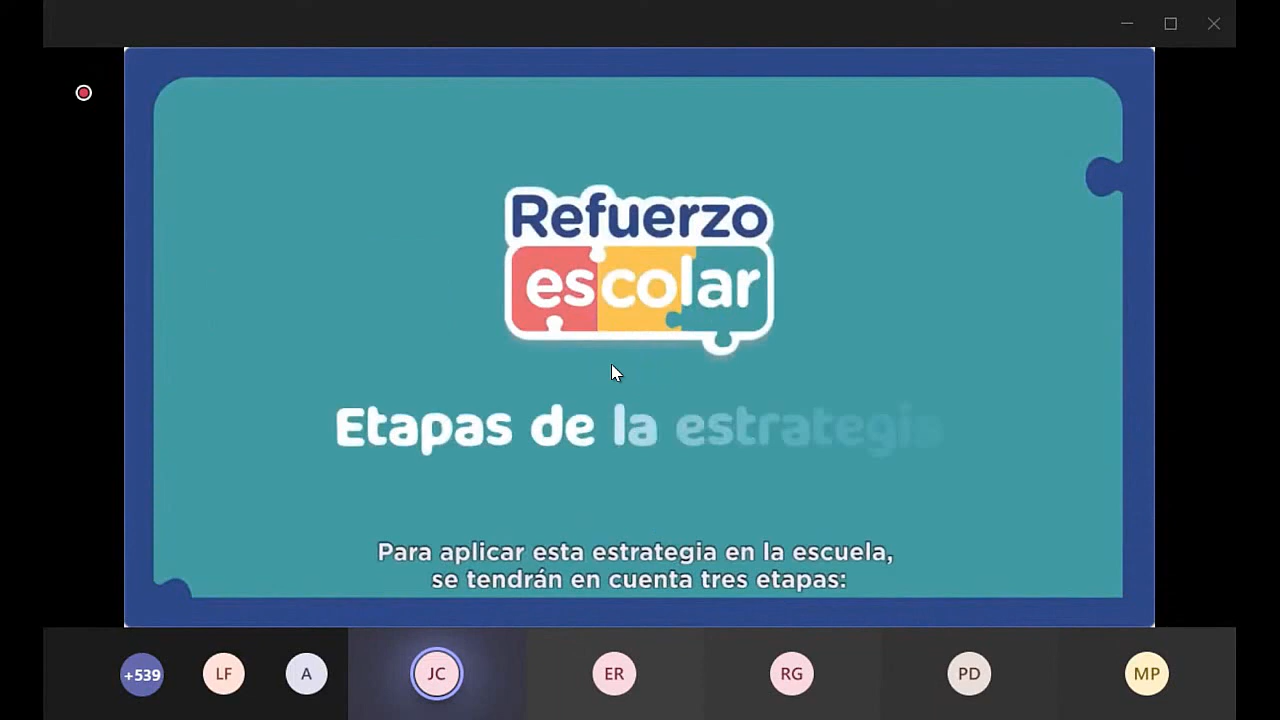 Refuerzo
escolar
Etapas de la estrategia
Para aplicar esta estrategia en la escuela,
se tendrán en cuenta tres etapas:
+539 LF A JC ER RG PD MP